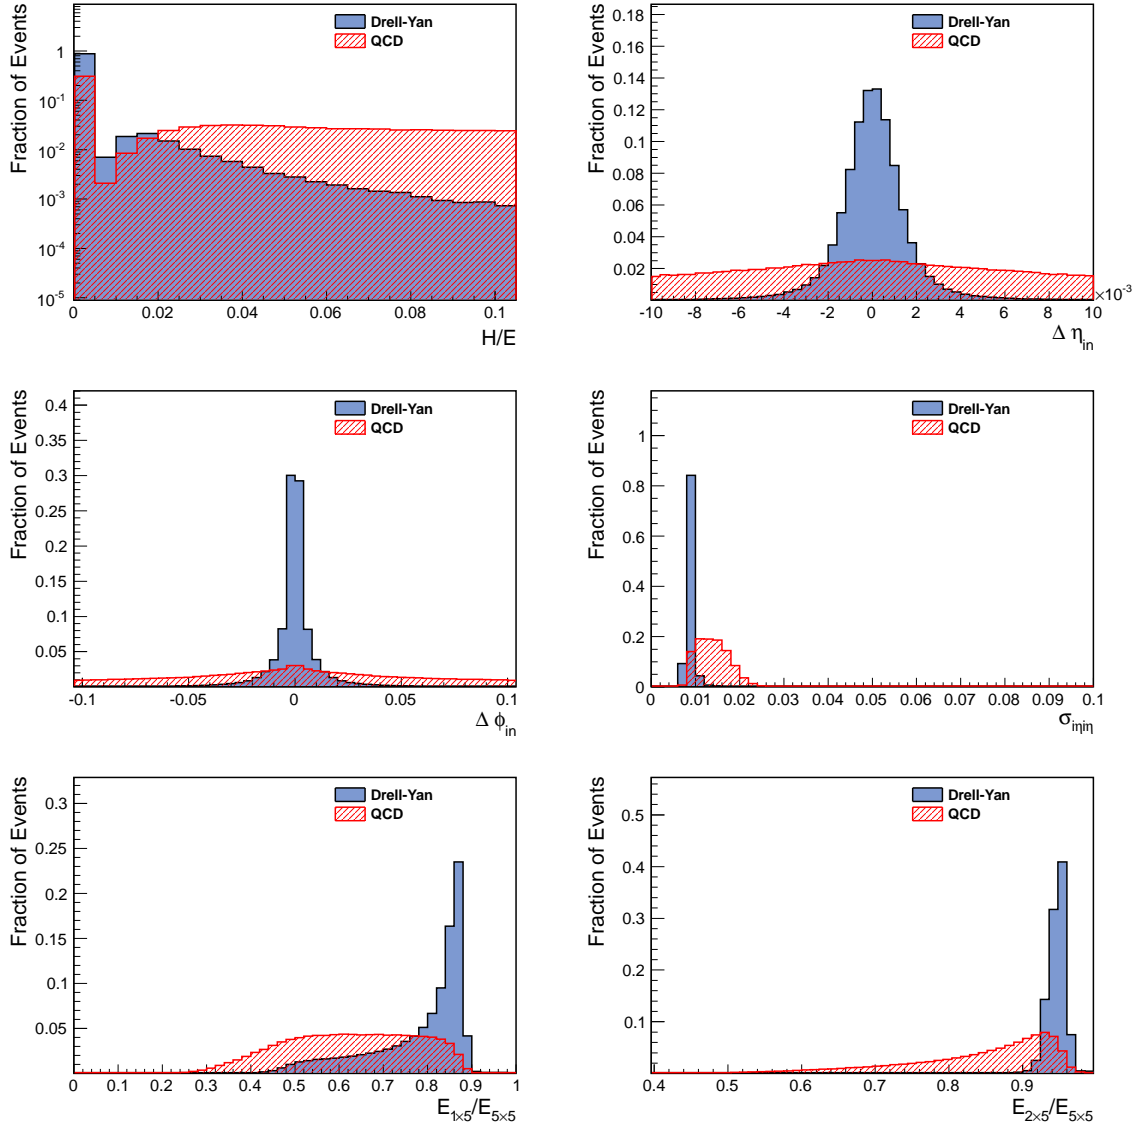 Fraction of Events
1
10⁻¹
10⁻²
10⁻³
10⁻⁴
10⁻⁵
Drell-Yan
QCD
0 0.02 0.04 0.06 0.08 0.1
H/E
Fraction of Events
0.18
0.16
0.14
0.12
0.1
0.08
0.06
0.04
0.02
Drell-Yan
QCD
-10 -8 -6 -4 -2 0 2 4 6 8 10
×10⁻³
Δ η_in
Fraction of Events
0.4
0.35
0.3
0.25
0.2
0.15
0.1
0.05
Drell-Yan
QCD
-0.1 -0.05 0 0.05 0.1
Δ ϕ_in
Fraction of Events
1
0.8
0.6
0.4
0.2
0
Drell-Yan
QCD
0 0.01 0.02 0.03 0.04 0.05 0.06 0.07 0.08 0.09 0.1
σ_iηiη
Fraction of Events
0.3
0.25
0.2
0.15
0.1
0.05
Drell-Yan
QCD
0 0.1 0.2 0.3 0.4 0.5 0.6 0.7 0.8 0.9 1
E_1×5/E_5×5
Fraction of Events
0.5
0.4
0.3
0.2
0.1
Drell-Yan
QCD
0.4 0.5 0.6 0.7 0.8 0.9
E_2×5/E_5×5